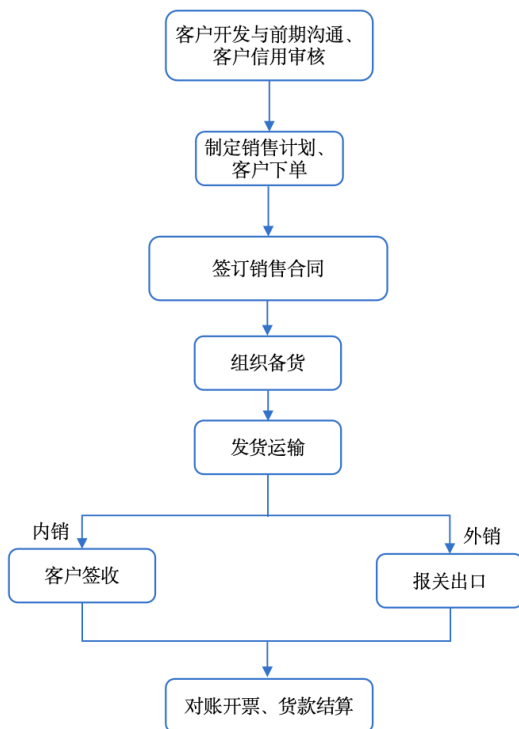 客户开发与前期沟通、
客户信用审核
制定销售计划、
客户下单
签订销售合同
组织备货
发货运输
内销
外销
客户签收
报关出口
对账开票、货款结算